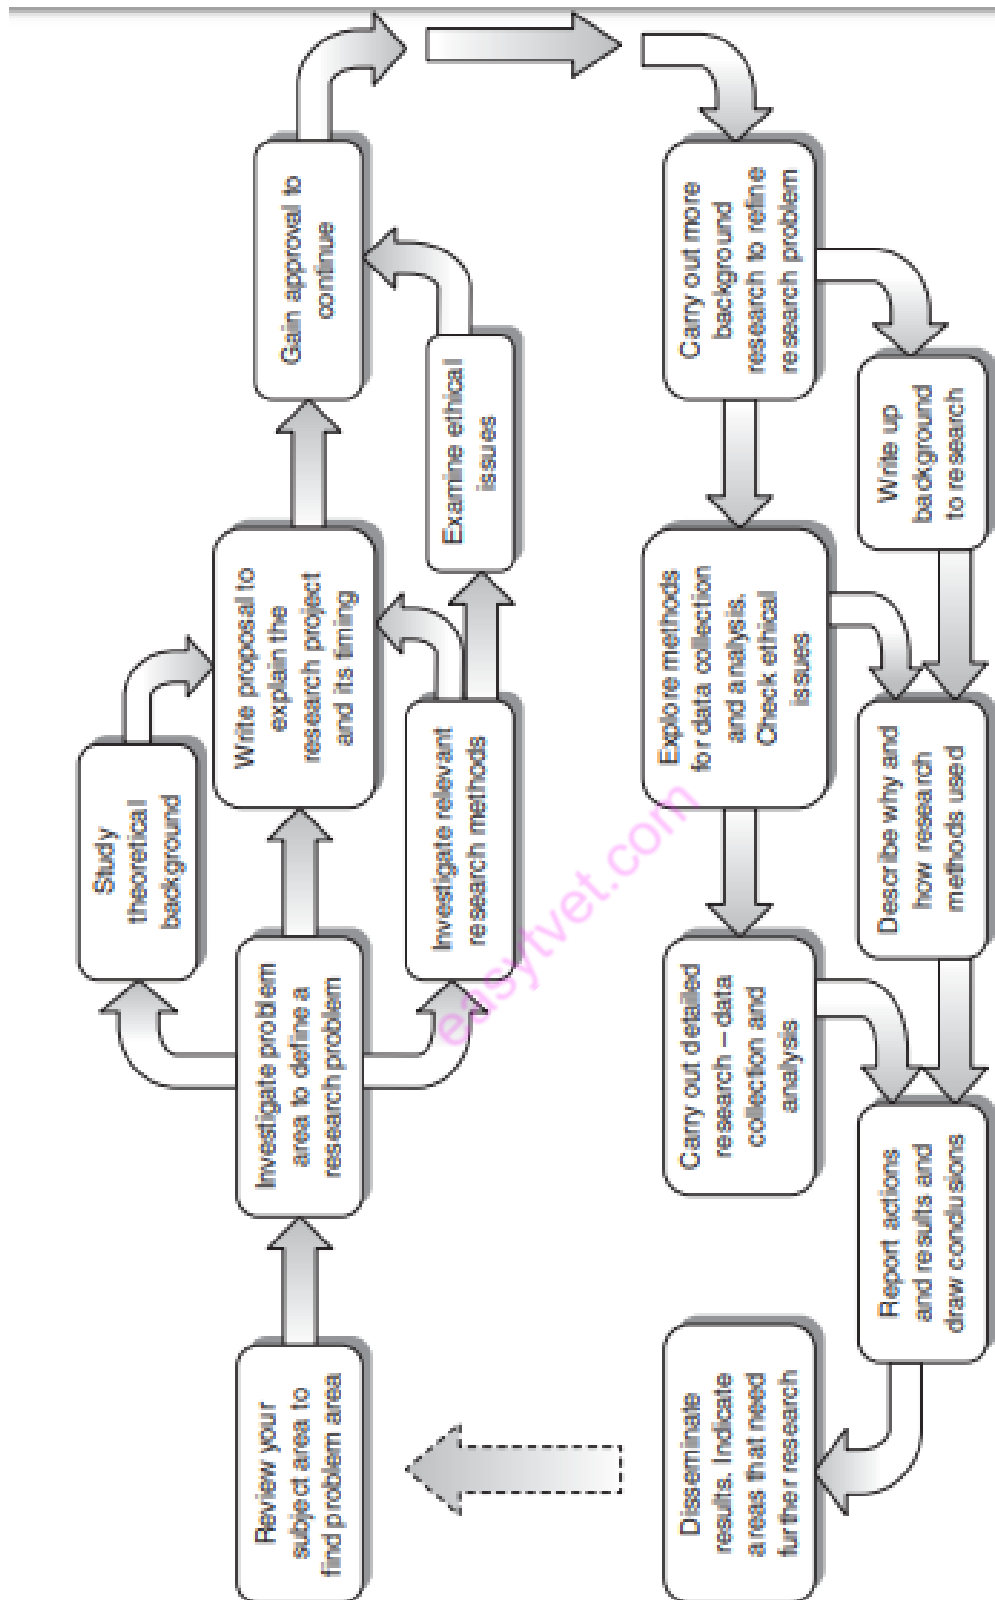 Review your
subject area to
find problem area
Investigate problem
area to define a
research problem
Study
theoretical
background
Investigate relevant
research methods
Write proposal to
explain the
research project
and its timing
Examine ethical
issues
Gain approval to
continue
Carry out more
background
research to refine
research problem
Write up
background
to research
Explore methods
for data collection
and analysis.
Check ethical
issues
Describe why and
how research
methods used
Carry out detailed
research – data
collection and
analysis
Report actions
and results and
draw conclusions
Disseminate
results. Indicate
areas that need
further research
easytvet.com